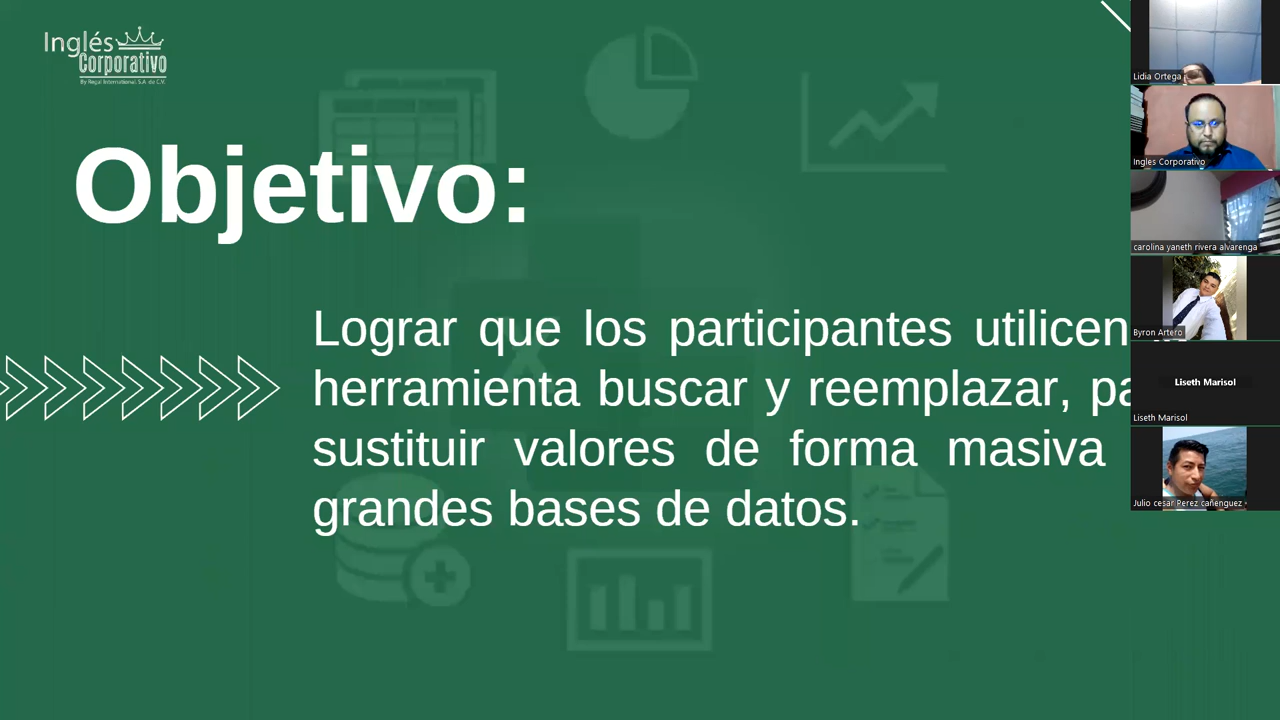 Inglés
Corporativo
By Regal International, S.A. de C.V.
Objetivo:
Lograr que los participantes utilicen
herramienta buscar y reemplazar,
sustituir valores de forma masiva
grandes bases de datos.
Lidia Ortega
Ingles Corporativo
carolina yaneth rivera alvarenga
Byron Artero
Liseth Marisol
Liseth Marisol
Julio cesar Perez cañenguez